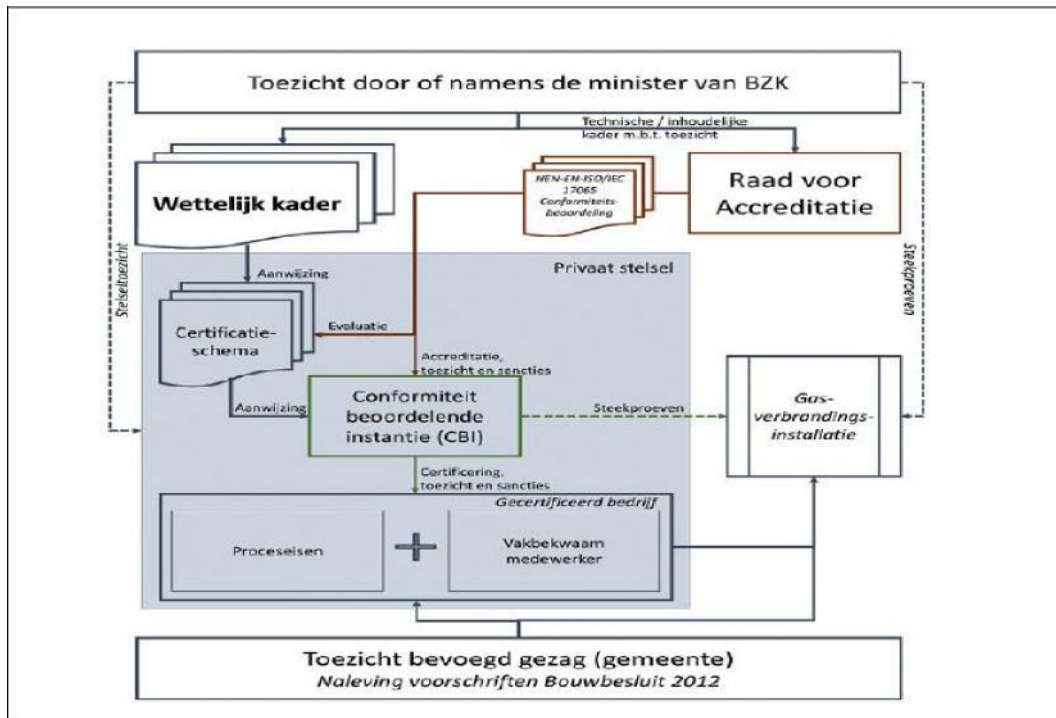 Toezicht door of namens de minister van BZK
Technische / inhoudelijke
kader m.b.t. toezicht
Wettelijk kader
NEN-EN-ISO/IEC
17065
Conformiteits-
beoordeling
Raad voor
Accreditatie
Stelseltoezicht
Steekproeven
Privaat stelsel
Aanwijzing
Certificatie-
schema
Evaluatie
Accreditatie,
toezicht en sancties
Aanwijzing
Conformiteit
beoordelende
instantie (CBI)
Steekproeven
Gas-
verbrandings-
installatie
Certificering,
toezicht en sancties
Gecertificeerd bedrijf
Proceseisen
+
Vakbekwaam
medewerker
Toezicht bevoegd gezag (gemeente)
Naleving voorschriften Bouwbesluit 2012